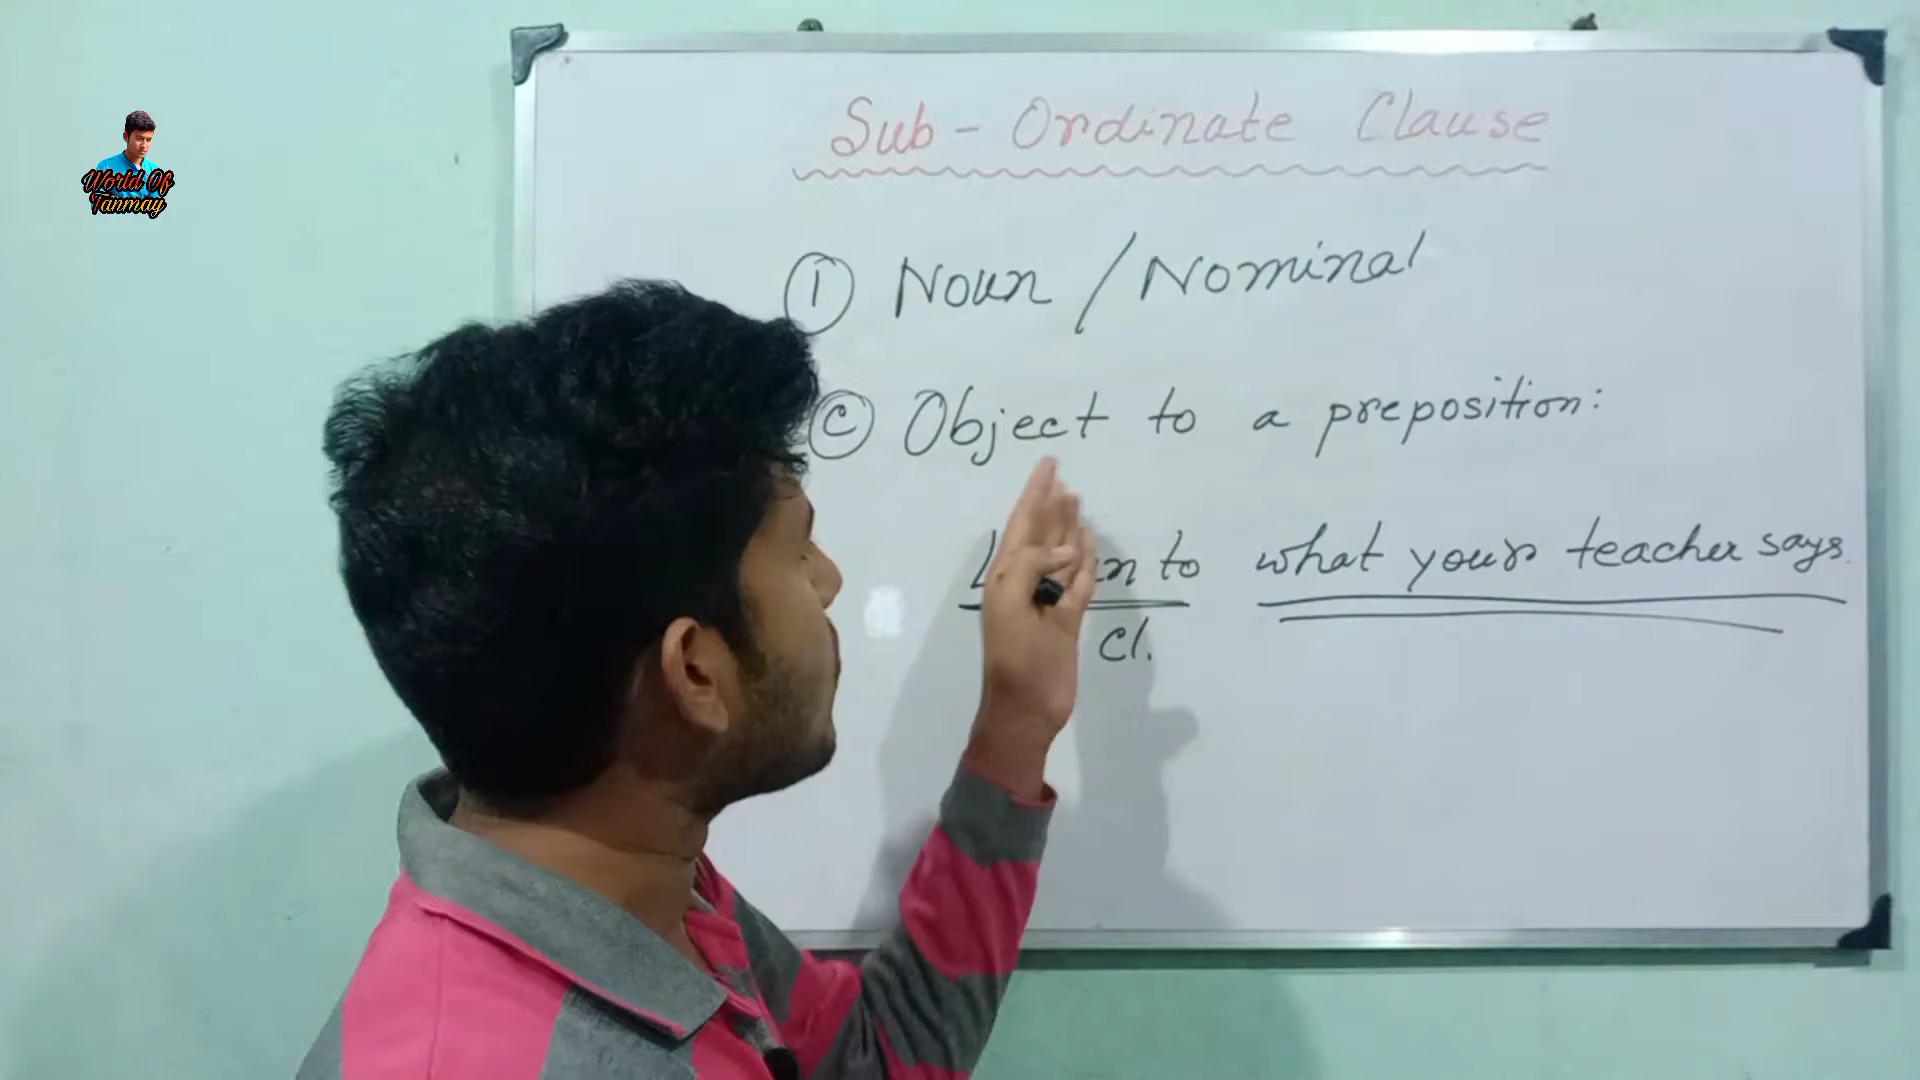 World Of
Tanmay
Sub-Ordinate Clause
① Noun / Nominal
Ⓒ Object to a preposition:
to what your teacher says.
cl.